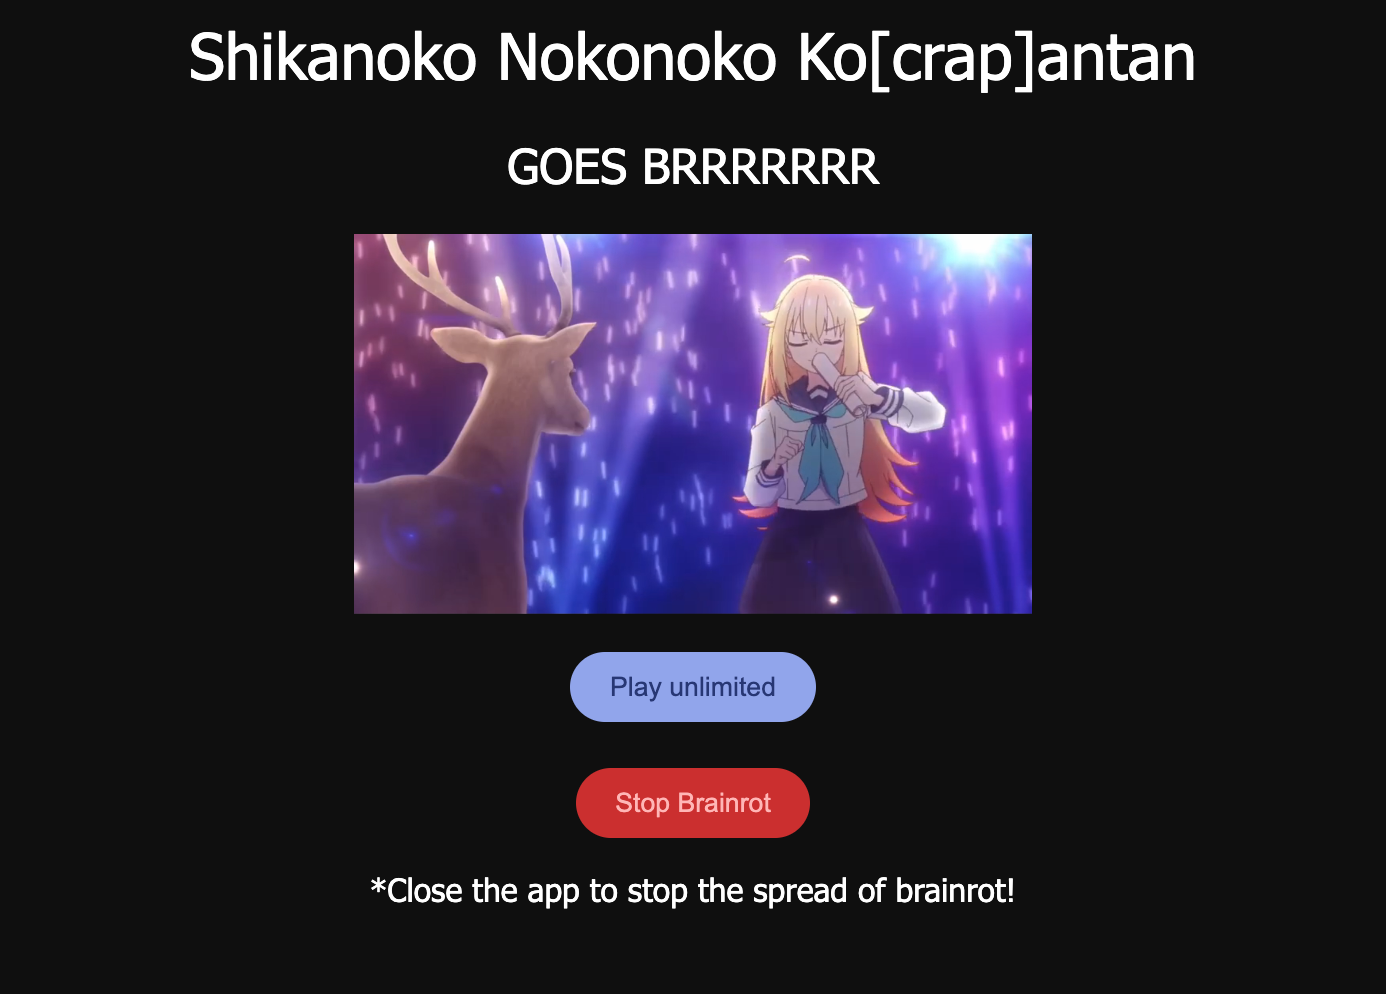 Shikanoko Nokonoko Ko[crap]antan
GOES BRRRRRRR
Play unlimited
Stop Brainrot
*Close the app to stop the spread of brainrot!